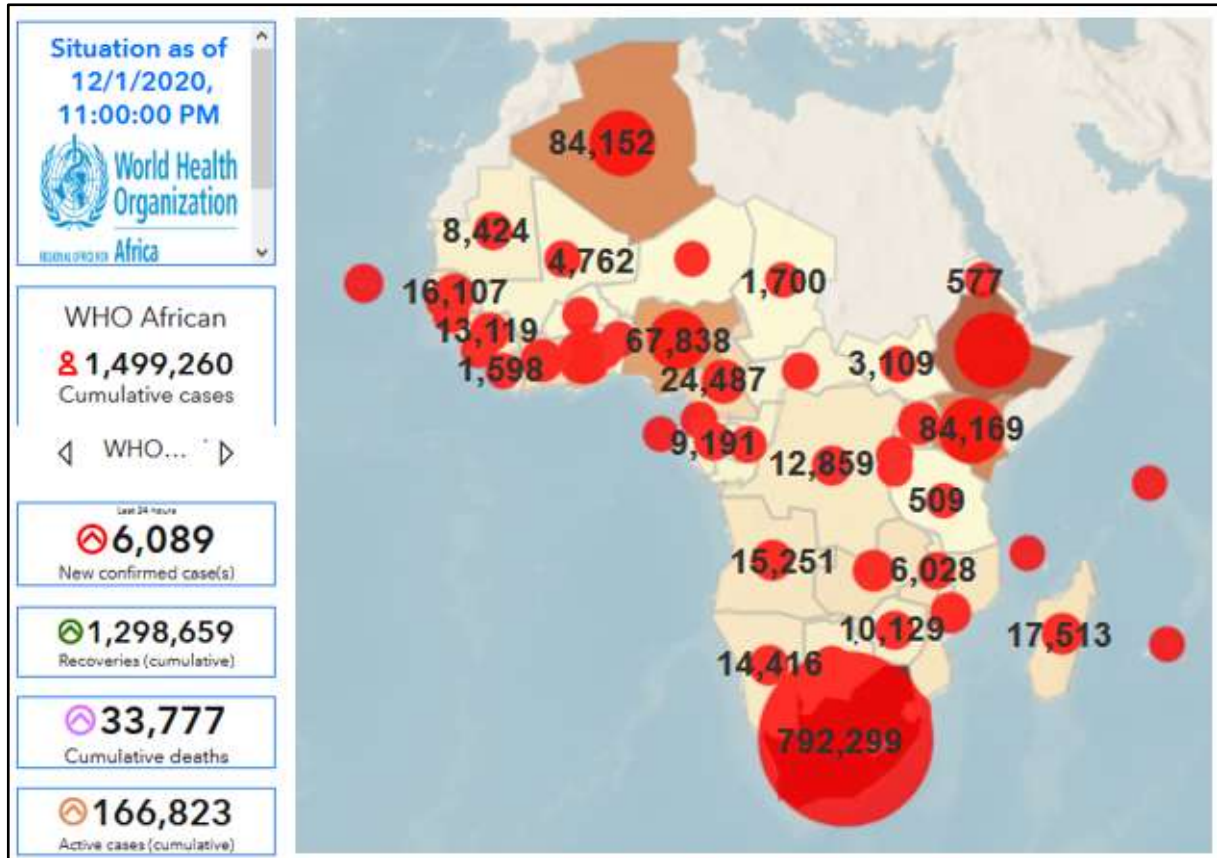 Situation as of
12/1/2020,
11:00:00 PM
World Health
Organization
REGIONAL OFFICE FOR Africa
WHO African
1,499,260
Cumulative cases
WHO...
Last 24 hours
6,089
New confirmed case(s)
1,298,659
Recoveries (cumulative)
33,777
Cumulative deaths
166,823
Active cases (cumulative)
84,152
8,424
4,762
1,700
577
16,107
13,119
67,838
1,598
24,487
3,109
84,169
9,191
12,859
509
15,251
6,028
10,129
17,513
14,416
792,299